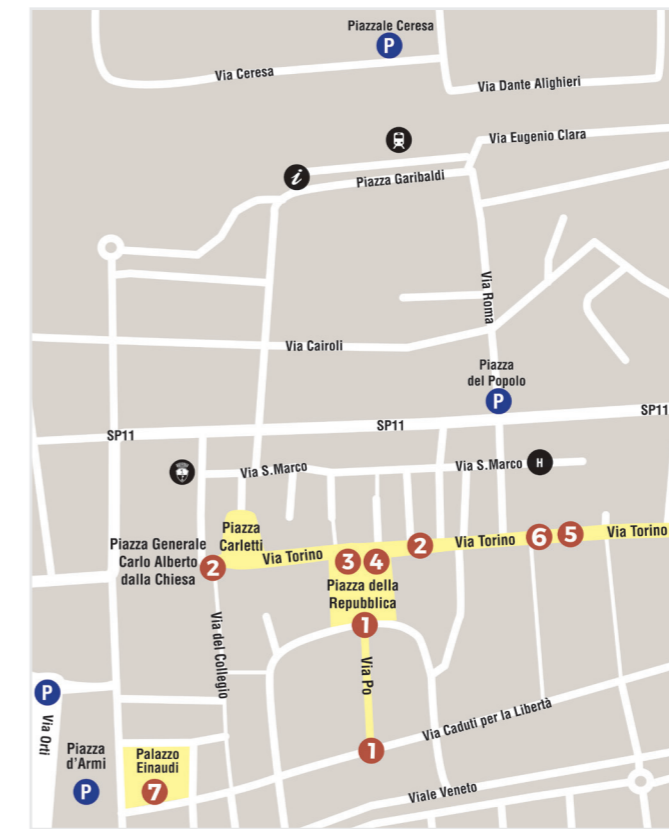 Piazzale Ceresa
P
Via Ceresa
Via Dante Alighieri
Via Eugenio Clara
i
Piazza Garibaldi
Via Roma
Via Cairoli
Piazza
del Popolo
P
SP11
SP11
SP11
Via S.Marco
Via S.Marco
H
Piazza
Carletti
Piazza Generale
Carlo Alberto
dalla Chiesa
2
Via Torino
3
4
2
Via Torino
6
5
Via Torino
Piazza della
Repubblica
1
Via del Collegio
Via Po
P
Via Orti
Via Caduti per la Libertà
1
Piazza
d'Armi
P
Palazzo
Einaudi
7
Viale Veneto